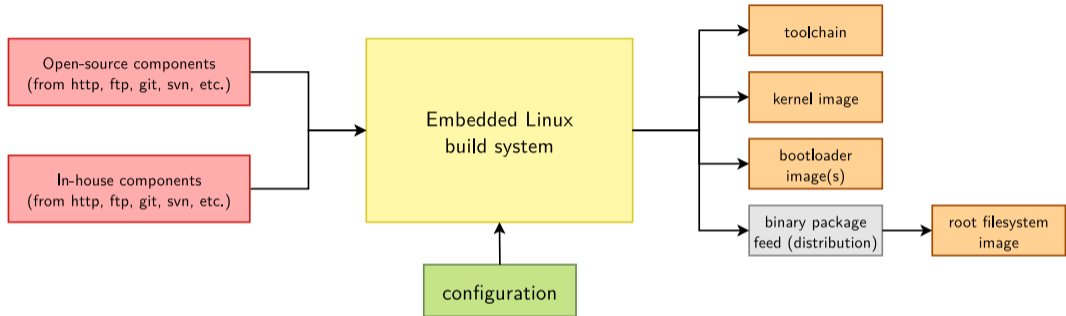 Open-source components
(from http, ftp, git, svn, etc.)
In-house components
(from http, ftp, git, svn, etc.)
Embedded Linux
build system
configuration
toolchain
kernel image
bootloader
image(s)
binary package
feed (distribution)
root filesystem
image